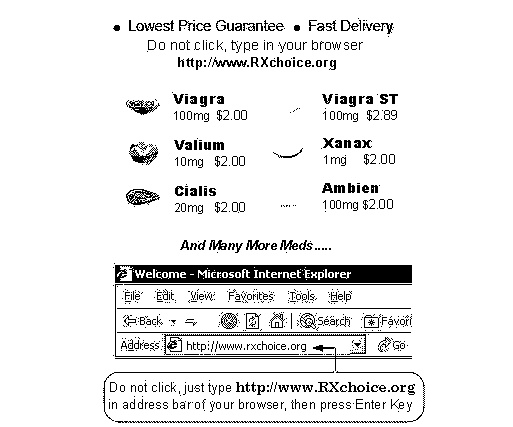 • Lowest Price Guarantee • Fast Delivery
Do not click, type in your browser
http://www.RXchoice.org
Viagra
100mg $2.00
Viagra ST
100mg $2.89
Valium
10mg $2.00
Xanax
1mg $2.00
Cialis
20mg $2.00
Ambien
100mg $2.00
And Many More Meds.....
Welcome - Microsoft Internet Explorer
File Edit View Favorites Tools Help
Back Search Favori
Address http://www.rxchoice.org Go
Do not click, just type http://www.RXchoice.org
in address bar of your browser, then press Enter Key